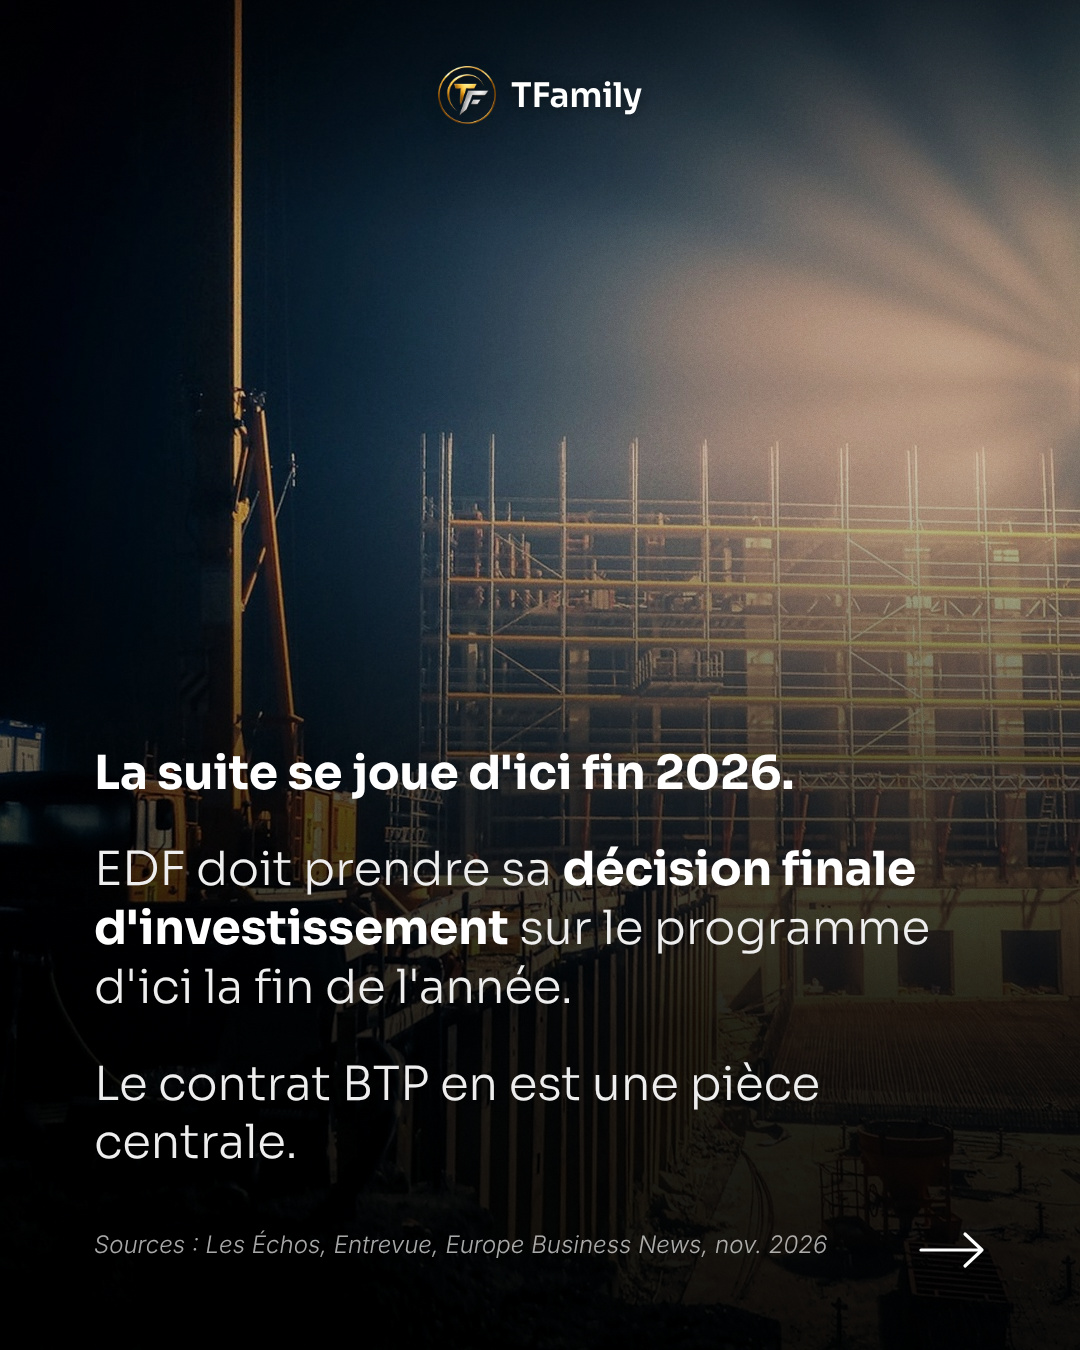 TF TFamily
La suite se joue d'ici fin 2026.
EDF doit prendre sa décision finale
d'investissement sur le programme
d'ici la fin de l'année.
Le contrat BTP en est une pièce
centrale.
Sources : Les Échos, Entrevue, Europe Business News, nov. 2026